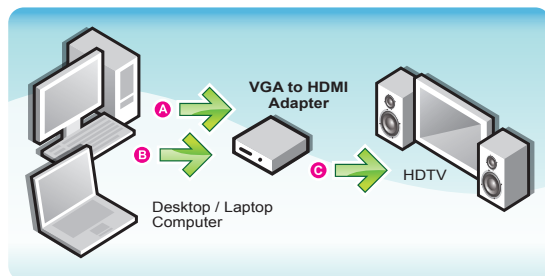 VGA to HDMI
Adapter
A
B
C
HDTV
Desktop / Laptop
Computer